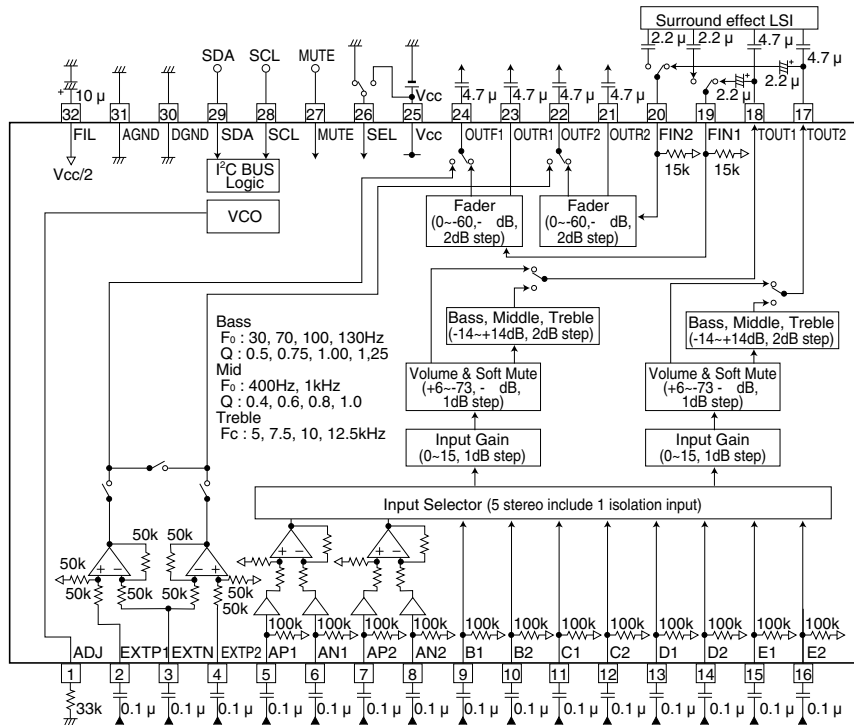 Surround effect LSI
2.2 µ 2.2 µ 4.7 µ
4.7 µ
2.2 µ
2.2 µ
SDA SCL MUTE
Vcc
+ 10 µ
4.7 µ 4.7 µ 4.7 µ 4.7 µ
32 31 30 29 28 27 26 25 24 23 22 21 20 19 18 17
FIL AGND DGND SDA SCL MUTE SEL Vcc OUTF1 OUTR1 OUTF2 OUTR2 FIN2 FIN1 TOUT1 TOUT2
Vcc/2
I²C BUS
Logic
VCO
15k 15k
Fader
(0~-60,- dB,
2dB step)
Fader
(0~-60,- dB,
2dB step)
Bass
F0 : 30, 70, 100, 130Hz
Q : 0.5, 0.75, 1.00, 1,25
Mid
F0 : 400Hz, 1kHz
Q : 0.4, 0.6, 0.8, 1.0
Treble
Fc : 5, 7.5, 10, 12.5kHz
Bass, Middle, Treble
(-14~+14dB, 2dB step)
Bass, Middle, Treble
(-14~+14dB, 2dB step)
Volume & Soft Mute
(+6~-73, - dB,
1dB step)
Volume & Soft Mute
(+6~-73 - dB,
1dB step)
Input Gain
(0~15, 1dB step)
Input Gain
(0~15, 1dB step)
Input Selector (5 stereo include 1 isolation input)
50k 50k
50k + − − + 50k
50k 50k 50k
50k
+ − + −
100k 100k 100k 100k 100k 100k 100k 100k 100k 100k 100k 100k
ADJ EXTP1 EXTN EXTP2 AP1 AN1 AP2 AN2 B1 B2 C1 C2 D1 D2 E1 E2
1 2 3 4 5 6 7 8 9 10 11 12 13 14 15 16
33k 0.1 µ 0.1 µ 0.1 µ 0.1 µ 0.1 µ 0.1 µ 0.1 µ 0.1 µ 0.1 µ 0.1 µ 0.1 µ 0.1 µ 0.1 µ 0.1 µ 0.1 µ